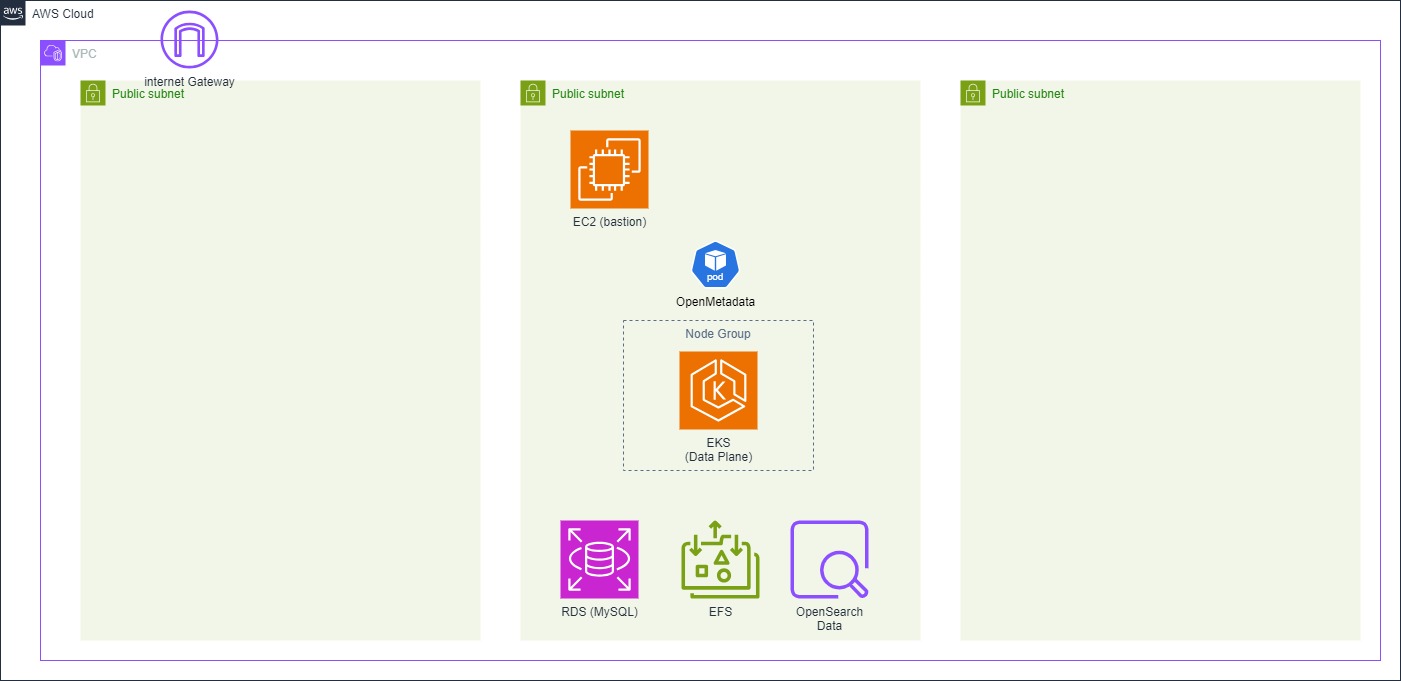 aws
AWS Cloud
VPC
internet Gateway
Public subnet
Public subnet
Public subnet
EC2 (bastion)
pod
OpenMetadata
Node Group
K
EKS
(Data Plane)
RDS (MySQL)
EFS
OpenSearch
Data